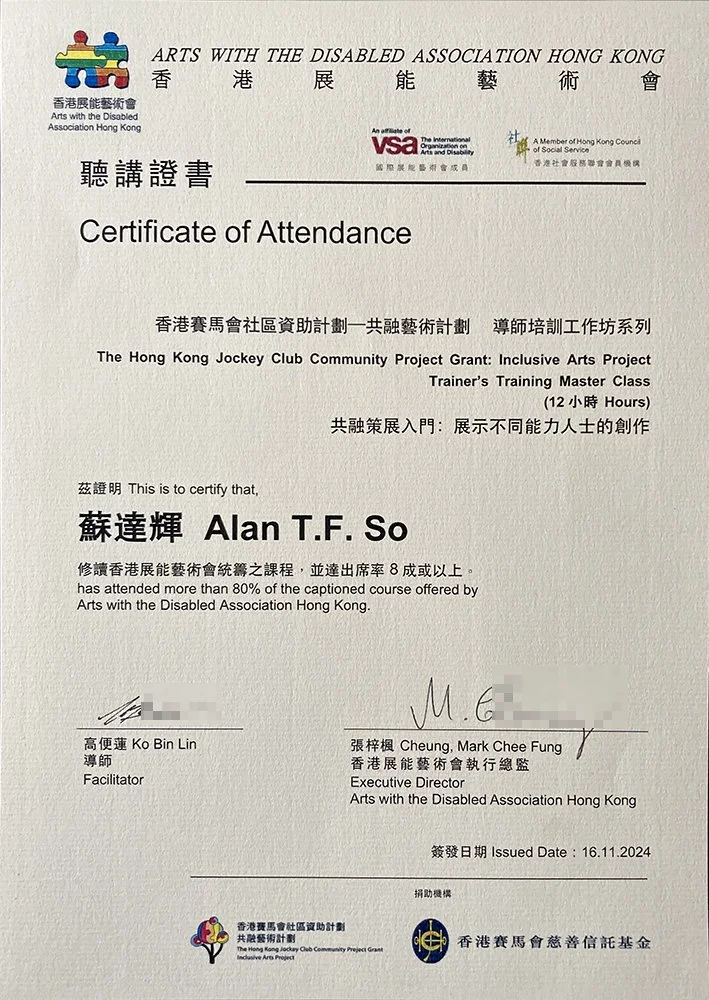 ARTS WITH THE DISABLED ASSOCIATION HONG KONG
香港展能藝術會
香港展能藝術會
Arts with the Disabled
Association Hong Kong
An affiliate of
vsa The International
Organization on
Arts and Disability
國際展能藝術會成員
社聯
A Member of Hong Kong Council
of Social Service
香港社會服務聯會會員機構
聽講證書
Certificate of Attendance
香港賽馬會社區資助計劃—共融藝術計劃 導師培訓工作坊系列
The Hong Kong Jockey Club Community Project Grant: Inclusive Arts Project
Trainer's Training Master Class
(12 小時 Hours)
共融策展入門：展示不同能力人士的創作
茲證明 This is to certify that,
蘇達輝 Alan T.F. So
修讀香港展能藝術會統籌之課程，並達出席率 8 成或以上。
has attended more than 80% of the captioned course offered by
Arts with the Disabled Association Hong Kong.
M.
高便蓮 Ko Bin Lin
導師
Facilitator
張梓楓 Cheung, Mark Chee Fung
香港展能藝術會執行總監
Executive Director
Arts with the Disabled Association Hong Kong
簽發日期 Issued Date : 16.11.2024
捐助機構
香港賽馬會社區資助計劃
共融藝術計劃
The Hong Kong Jockey Club Community Project Grant
Inclusive Arts Project
香港賽馬會慈善信託基金